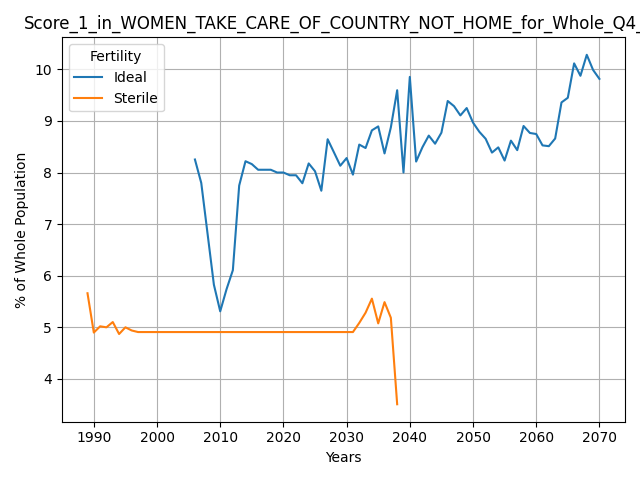 Score_1_in_WOMEN_TAKE_CARE_OF_COUNTRY_NOT_HOME_for_Whole_Q4_
Fertility
Ideal
Sterile
% of Whole Population
10
9
8
7
6
5
4
1990 2000 2010 2020 2030 2040 2050 2060 2070
Years